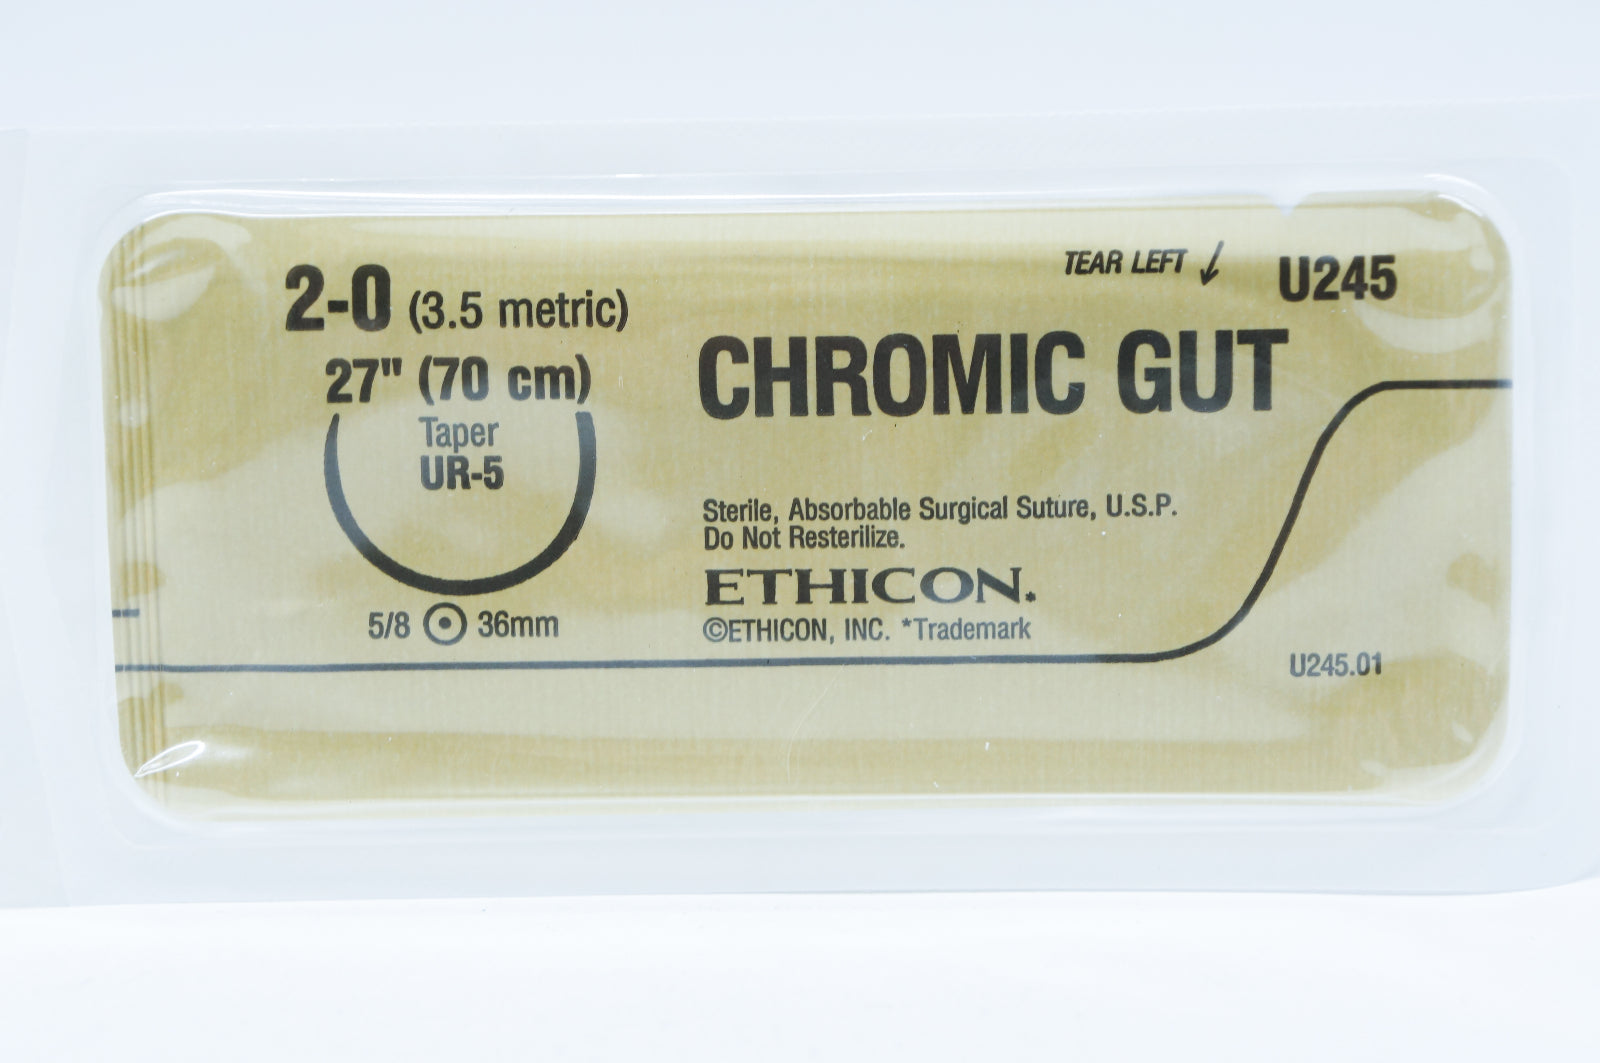 2-0 (3.5 metric)
27" (70 cm)
Taper
UR-5
5/8 36mm
TEAR LEFT
U245
CHROMIC GUT
Sterile, Absorbable Surgical Suture, U.S.P.
Do Not Resterilize.
ETHICON*
©ETHICON, INC. *Trademark
U245.01